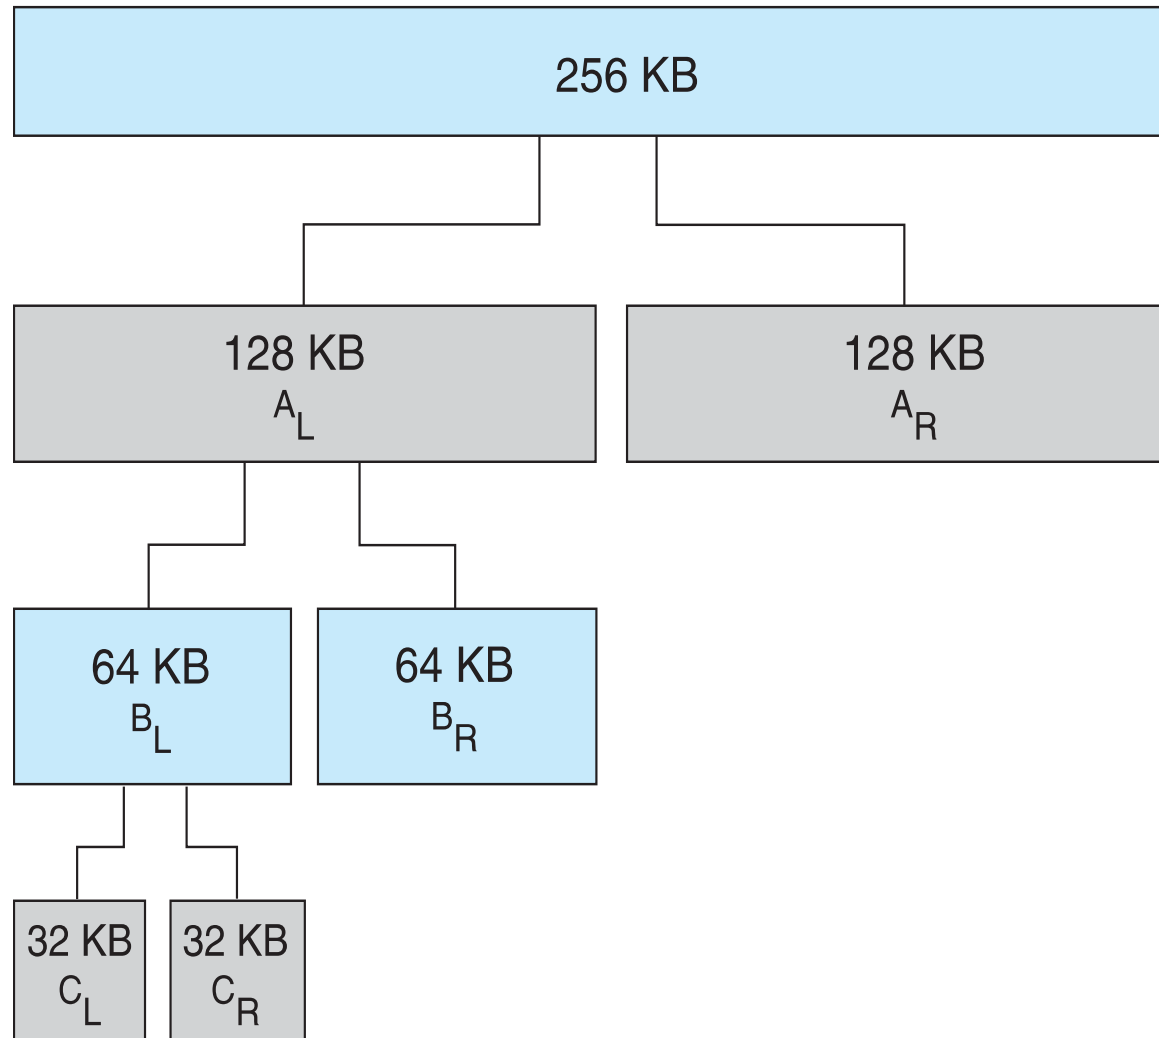 256 KB
128 KB
A_L
128 KB
A_R
64 KB
B_L
64 KB
B_R
32 KB
C_L
32 KB
C_R